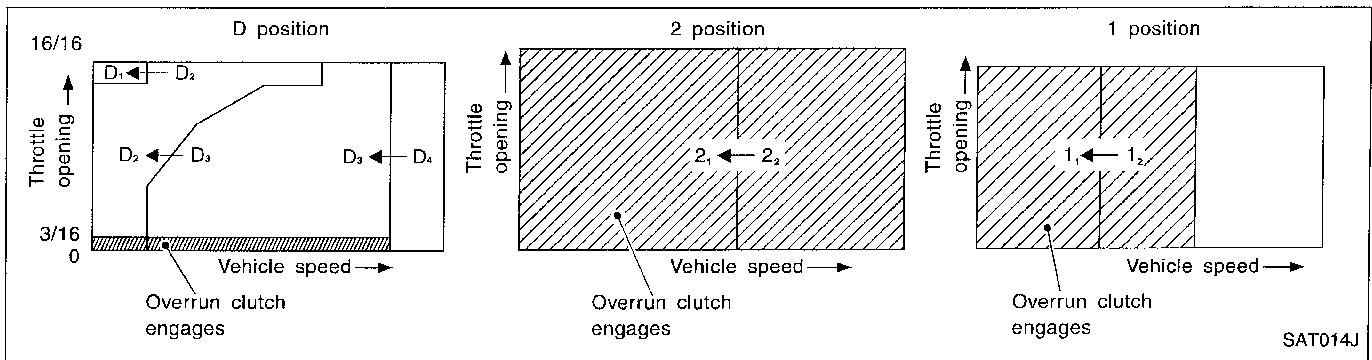 D position
16/16
D₁ ← D₂
Throttle opening →
D₂ ← D₃
D₃ ← D₄
3/16
0
Vehicle speed →
Overrun clutch
engages
2 position
Throttle
opening →
2₁ ← 2₂
Vehicle speed →
Overrun clutch
engages
1 position
Throttle
opening →
1₁ ← 1₂
Vehicle speed →
Overrun clutch
engages
SAT014J